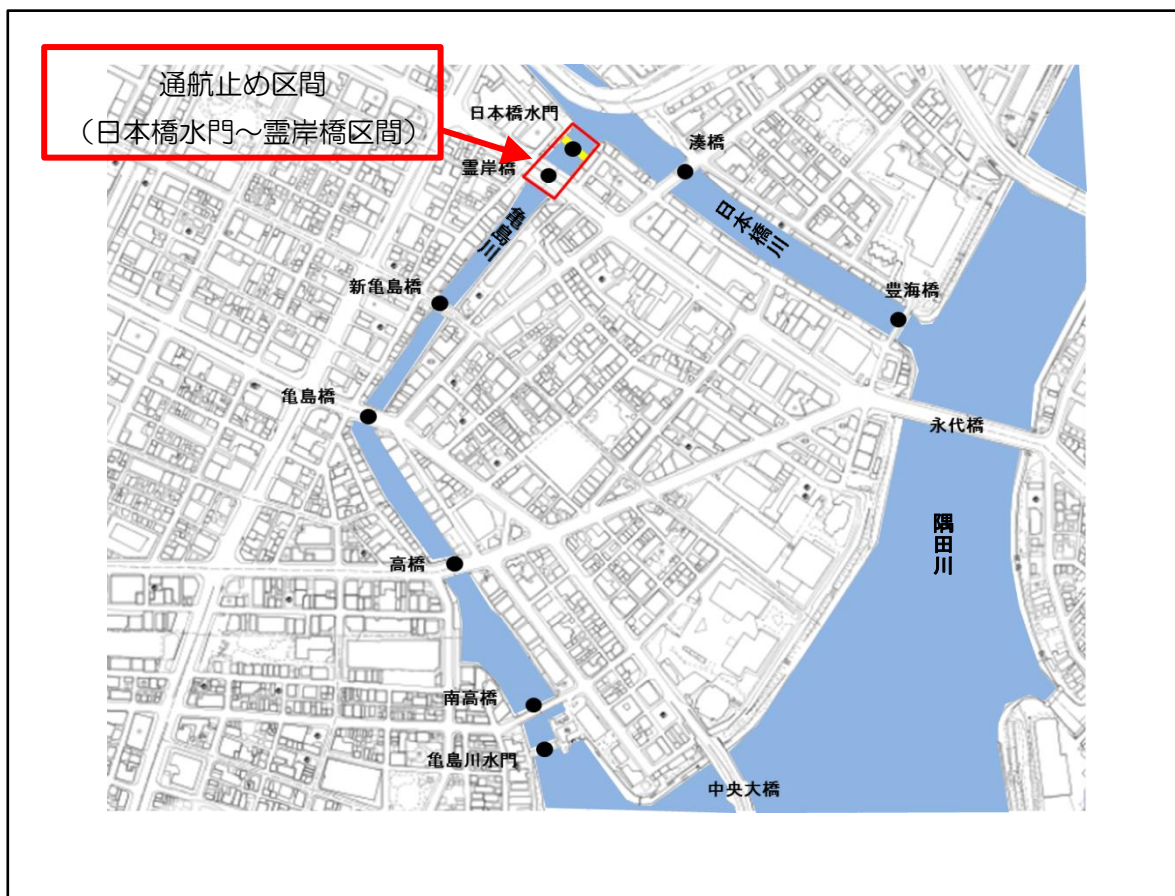 通航止め区間
（日本橋水門～霊岸橋区間）
日本橋水門
湊橋
霊岸橋
亀島川
日本橋川
新亀島橋
豊海橋
亀島橋
永代橋
隅田川
高橋
南高橋
亀島川水門
中央大橋